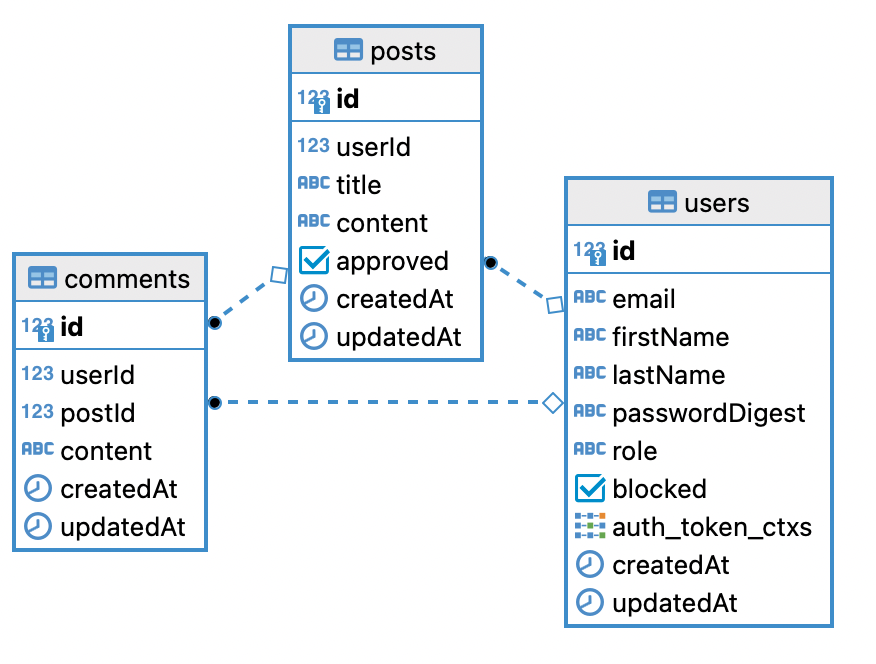 posts
123 id
123 userId
ABC title
ABC content
approved
createdAt
updatedAt
users
123 id
ABC email
ABC firstName
ABC lastName
ABC passwordDigest
ABC role
blocked
auth_token_ctxs
createdAt
updatedAt
comments
123 id
123 userId
123 postId
ABC content
createdAt
updatedAt